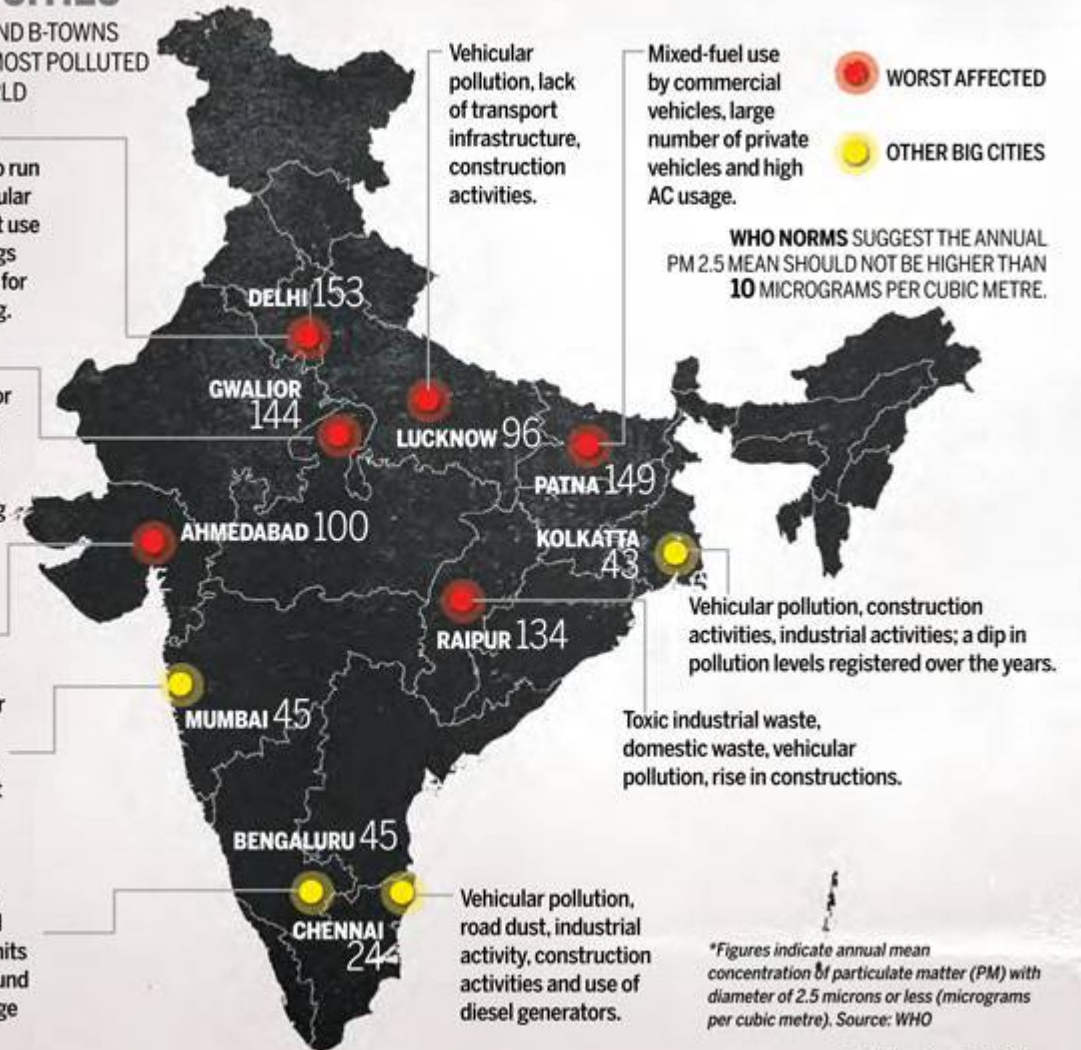 ND B-TOWNS
MOST POLLUTED
Vehicular
pollution, lack
of transport
infrastructure,
construction
activities.
Mixed-fuel use
by commercial
vehicles, large
number of private
vehicles and high
AC usage.
WORST AFFECTED
OTHER BIG CITIES
WHO NORMS SUGGEST THE ANNUAL
PM 2.5 MEAN SHOULD NOT BE HIGHER THAN
10 MICROGRAMS PER CUBIC METRE.
run
use
for
DELHI 153
GWALIOR
144
LUCKNOW 96
PATNA 149
AHMEDABAD 100
KOLKATTA
43
RAIPUR 134
Vehicular pollution, construction
activities, industrial activities; a dip in
pollution levels registered over the years.
MUMBAI 45
Toxic industrial waste,
domestic waste, vehicular
pollution, rise in constructions.
BENGALURU 45
CHENNAI
24
Vehicular pollution,
road dust, industrial
activity, construction
activities and use of
diesel generators.
*Figures indicate annual mean
concentration of particulate matter (PM) with
diameter of 2.5 microns or less (micrograms
per cubic metre). Source: WHO